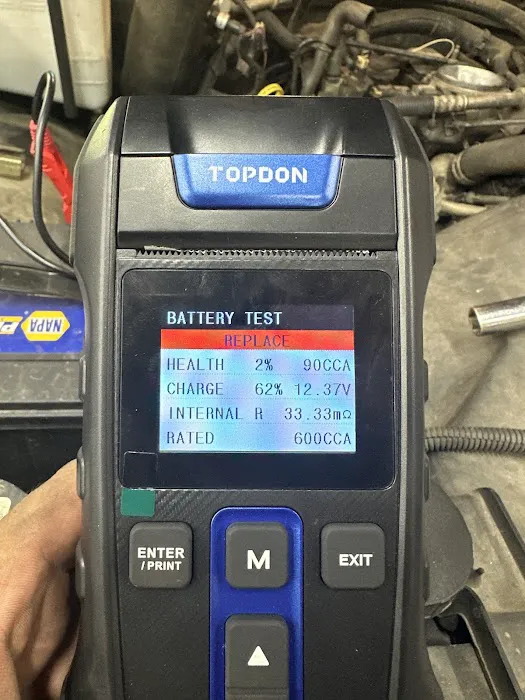 TOPDON
BATTERY TEST
REPLACE
HEALTH 2% 90CCA
CHARGE 62% 12.37V
INTERNAL R 33.33mΩ
RATED 600CCA
NAPA
ENTER
/ PRINT
M
EXIT